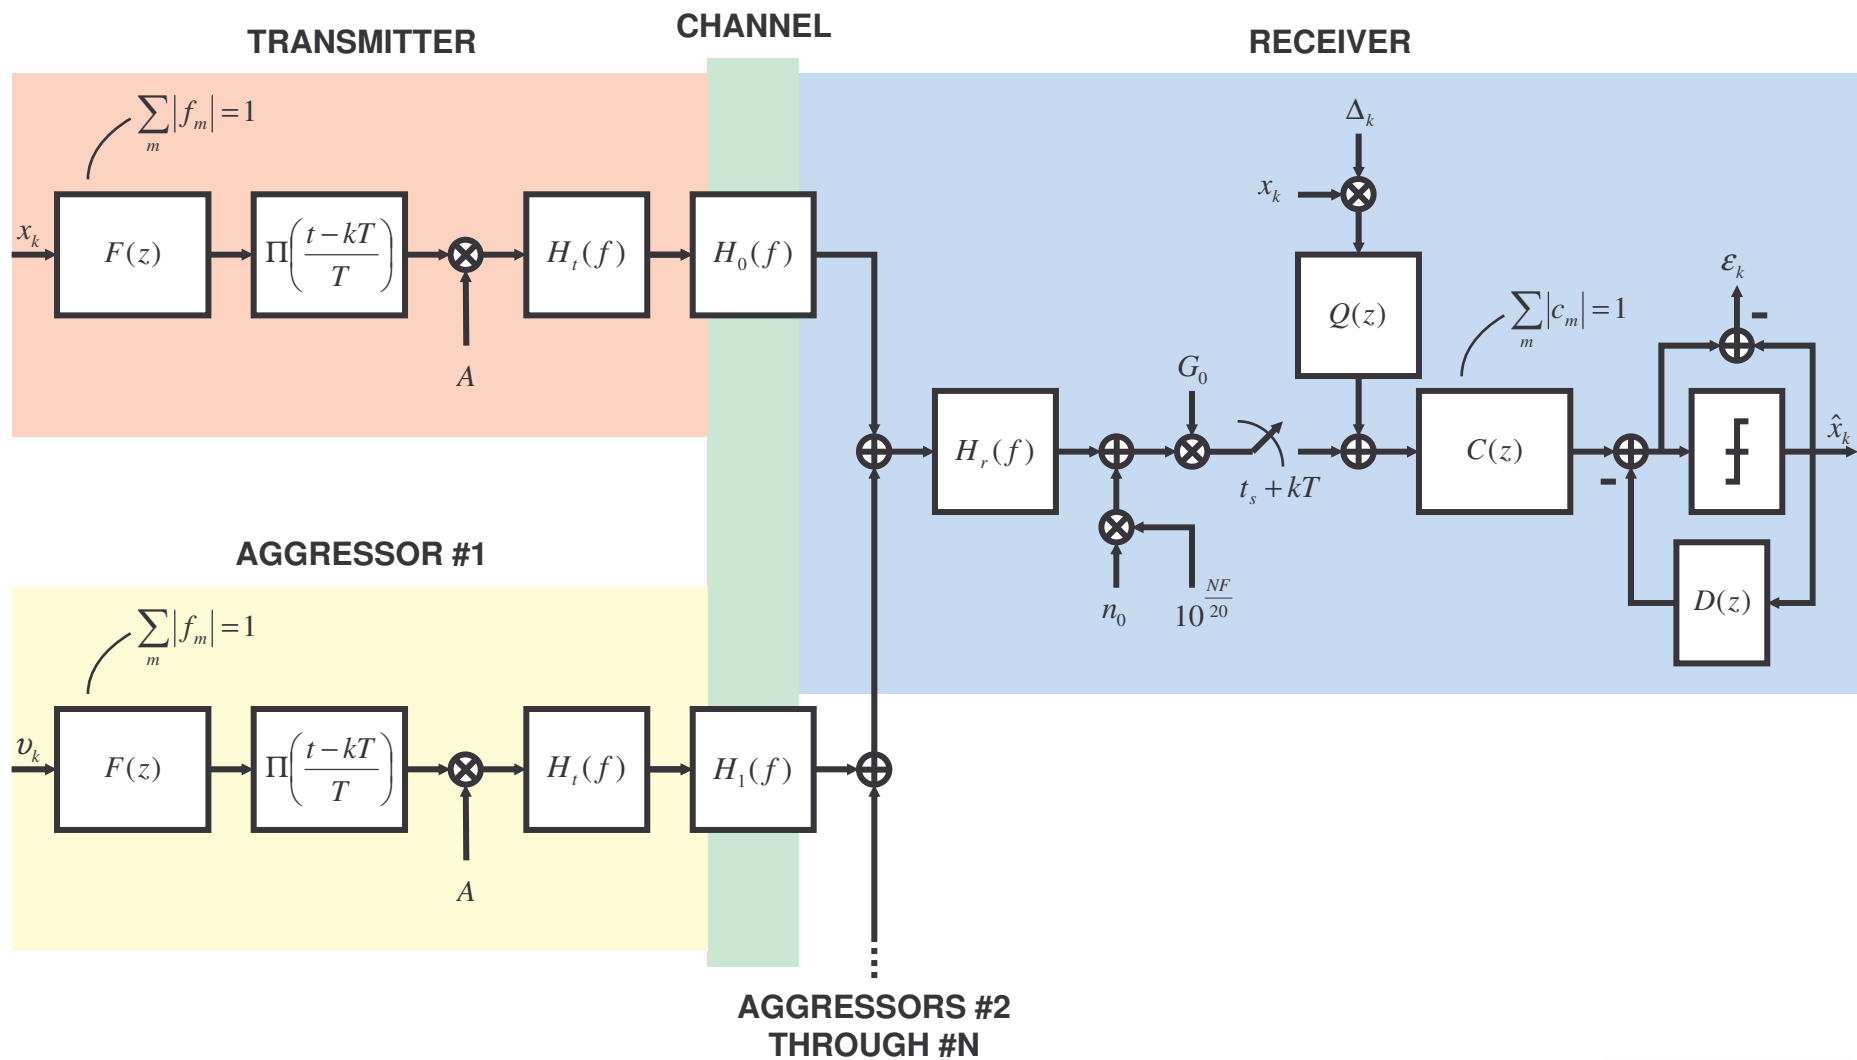 TRANSMITTER
CHANNEL
RECEIVER
∑|f_m| = 1
m
x_k
F(z)
Π((t − kT)/T)
A
H_t(f)
H_0(f)
H_r(f)
G_0
n_0
10^(NF/20)
t_s + kT
Δ_k
x_k
Q(z)
∑|c_m| = 1
m
C(z)
ε_k
x̂_k
D(z)
AGGRESSOR #1
∑|f_m| = 1
m
υ_k
F(z)
Π((t − kT)/T)
A
H_t(f)
H_1(f)
AGGRESSORS #2
THROUGH #N